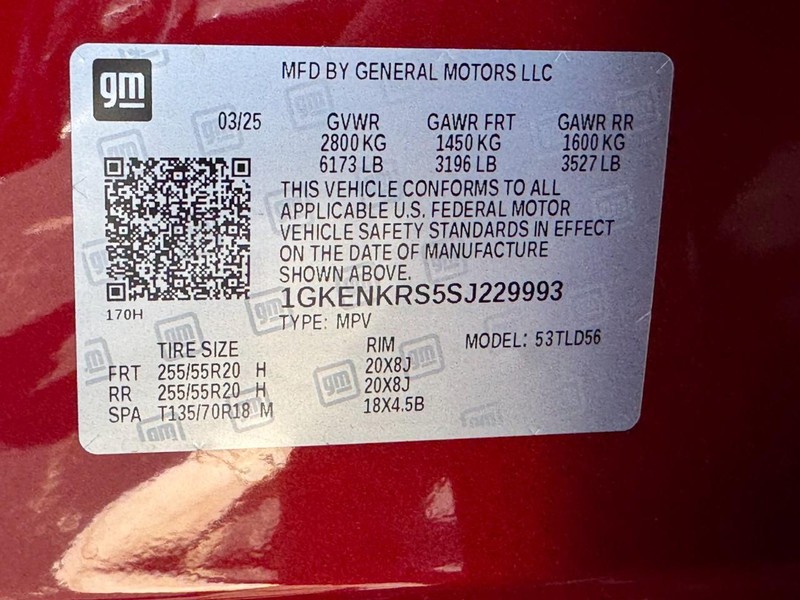 gm
MFD BY GENERAL MOTORS LLC
03/25 GVWR GAWR FRT GAWR RR
2800 KG 1450 KG 1600 KG
6173 LB 3196 LB 3527 LB
THIS VEHICLE CONFORMS TO ALL
APPLICABLE U.S. FEDERAL MOTOR
VEHICLE SAFETY STANDARDS IN EFFECT
ON THE DATE OF MANUFACTURE
SHOWN ABOVE.
1GKENKRS5SJ229993
170H
TYPE: MPV
TIRE SIZE RIM MODEL: 53TLD56
FRT 255/55R20 H 20X8J
RR 255/55R20 H 20X8J
SPA T135/70R18 M 18X4.5B